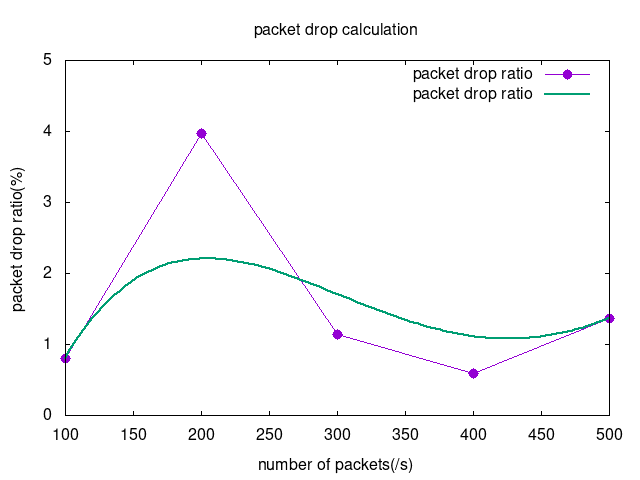 packet drop calculation
packet drop ratio
packet drop ratio
packet drop ratio(%)
5
4
3
2
1
0
100 150 200 250 300 350 400 450 500
number of packets(/s)